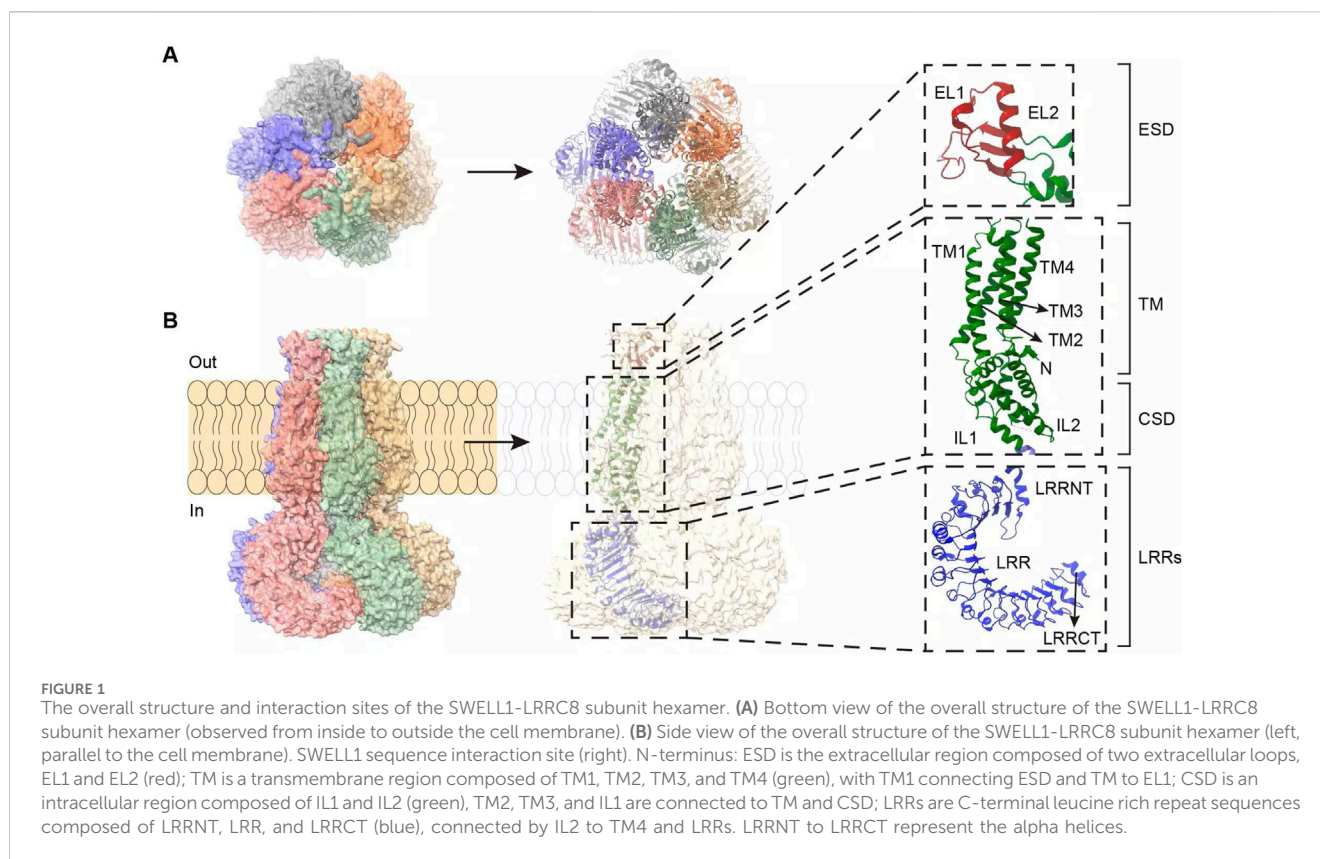 A
EL1
EL2
ESD
TM1
TM4
TM3
TM
TM2
B
Out
N
CSD
IL1
IL2
In
LRRNT
LRR
LRRs
LRRCT
FIGURE 1
The overall structure and interaction sites of the SWELL1-LRRC8 subunit hexamer. (A) Bottom view of the overall structure of the SWELL1-LRRC8
subunit hexamer (observed from inside to outside the cell membrane). (B) Side view of the overall structure of the SWELL1-LRRC8 subunit hexamer (left,
parallel to the cell membrane). SWELL1 sequence interaction site (right). N-terminus: ESD is the extracellular region composed of two extracellular loops,
EL1 and EL2 (red); TM is a transmembrane region composed of TM1, TM2, TM3, and TM4 (green), with TM1 connecting ESD and TM to EL1; CSD is an
intracellular region composed of IL1 and IL2 (green), TM2, TM3, and IL1 are connected to TM and CSD; LRRs are C-terminal leucine rich repeat sequences
composed of LRRNT, LRR, and LRRCT (blue), connected by IL2 to TM4 and LRRs. LRRNT to LRRCT represent the alpha helices.